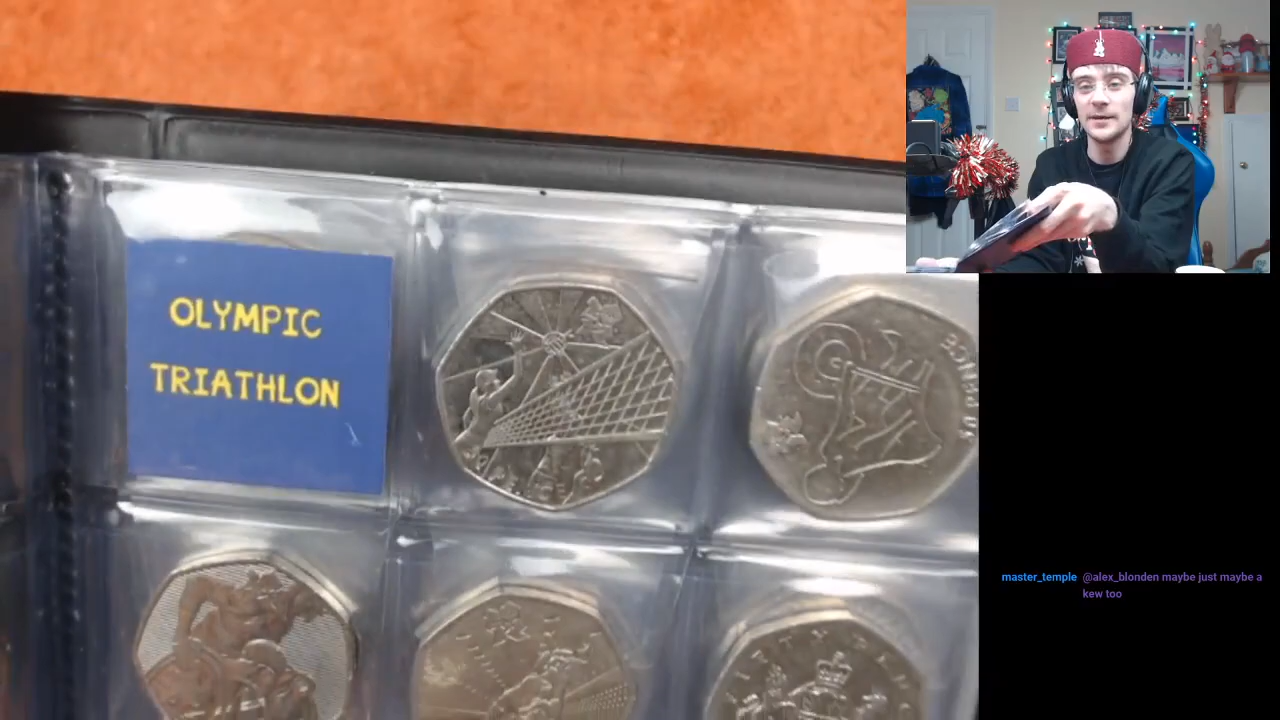 OLYMPIC
TRIATHLON
master_temple @alex_blonden maybe just maybe a
kew too